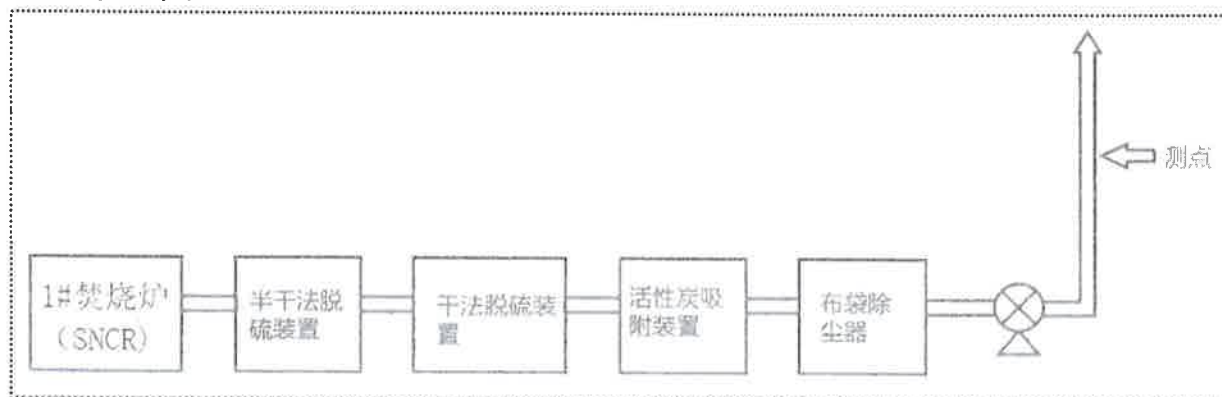 测点
1#焚烧炉
（SNCR）
半干法脱
硫装置
干法脱硫装
置
活性炭吸
附装置
布袋除
尘器